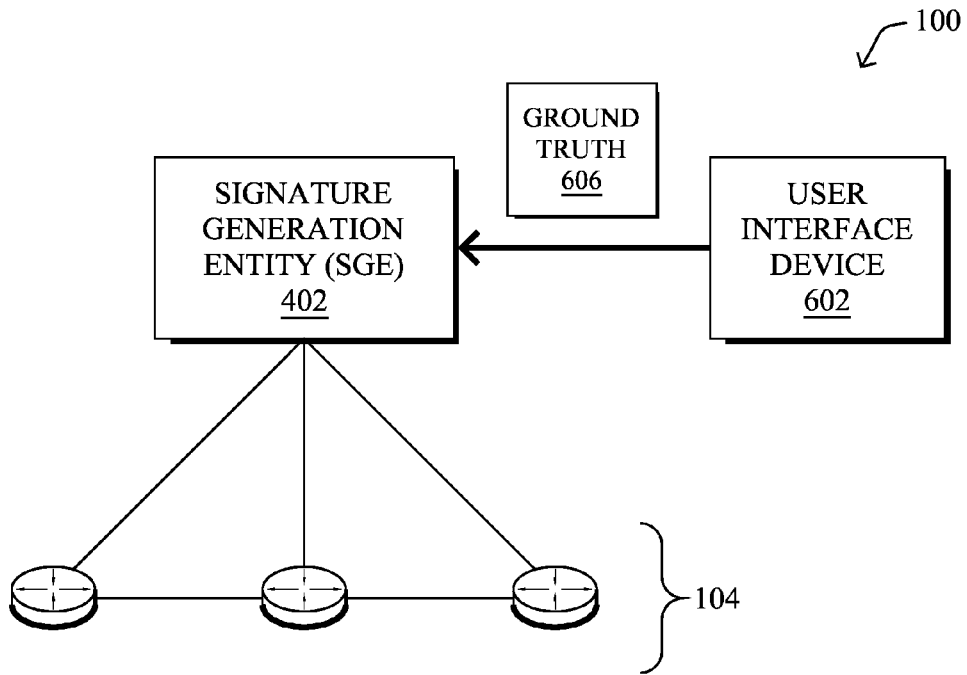 100
GROUND
TRUTH
606
SIGNATURE
GENERATION
ENTITY (SGE)
402
USER
INTERFACE
DEVICE
602
104